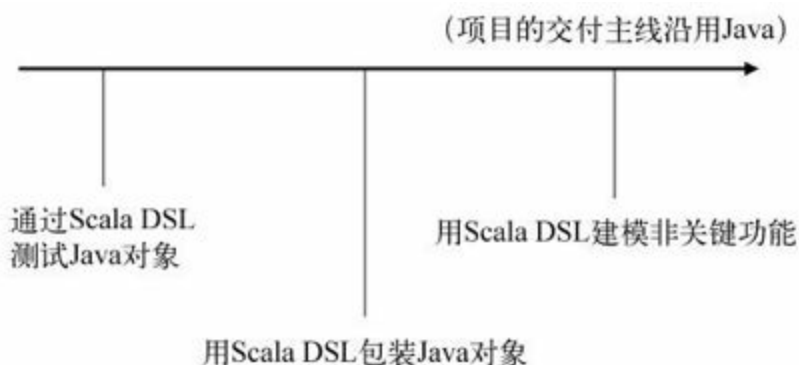 （项目的交付主线沿用Java）
通过Scala DSL
测试Java对象
用Scala DSL建模非关键功能
用Scala DSL包装Java对象